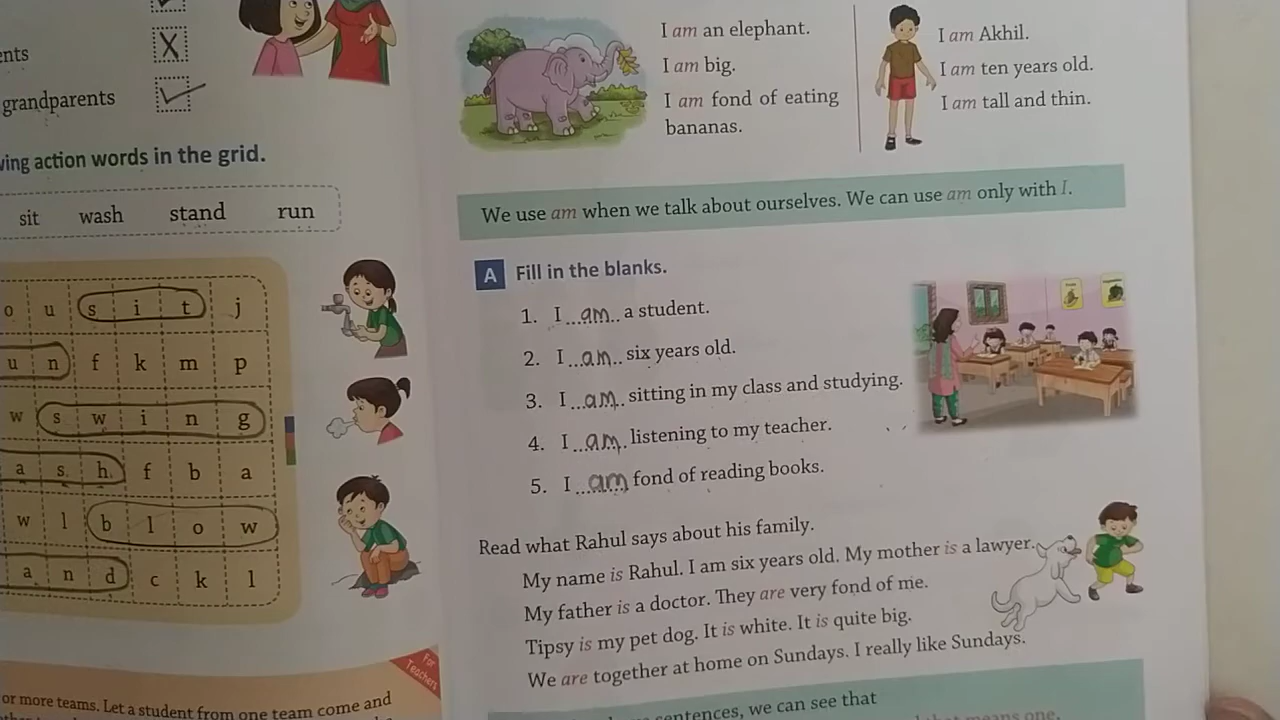 ents
grandparents
ving action words in the grid.
sit wash stand run
o u s i t j
u n f k m p
w s w i n g
a s h f b a
w l b l o w
a n d c k l
For
Teachers
or more teams. Let a student from one team come and
I am an elephant.
I am big.
I am fond of eating
bananas.
I am Akhil.
I am ten years old.
I am tall and thin.
We use am when we talk about ourselves. We can use am only with I.
A Fill in the blanks.
1. I ...am.. a student.
2. I ...am.. six years old.
3. I ...am.. sitting in my class and studying.
4. I ...am.. listening to my teacher.
5. I ...am fond of reading books.
Read what Rahul says about his family.
My name is Rahul. I am six years old. My mother is a lawyer.
My father is a doctor. They are very fond of me.
Tipsy is my pet dog. It is white. It is quite big.
We are together at home on Sundays. I really like Sundays.
sentences, we can see that
that means one.